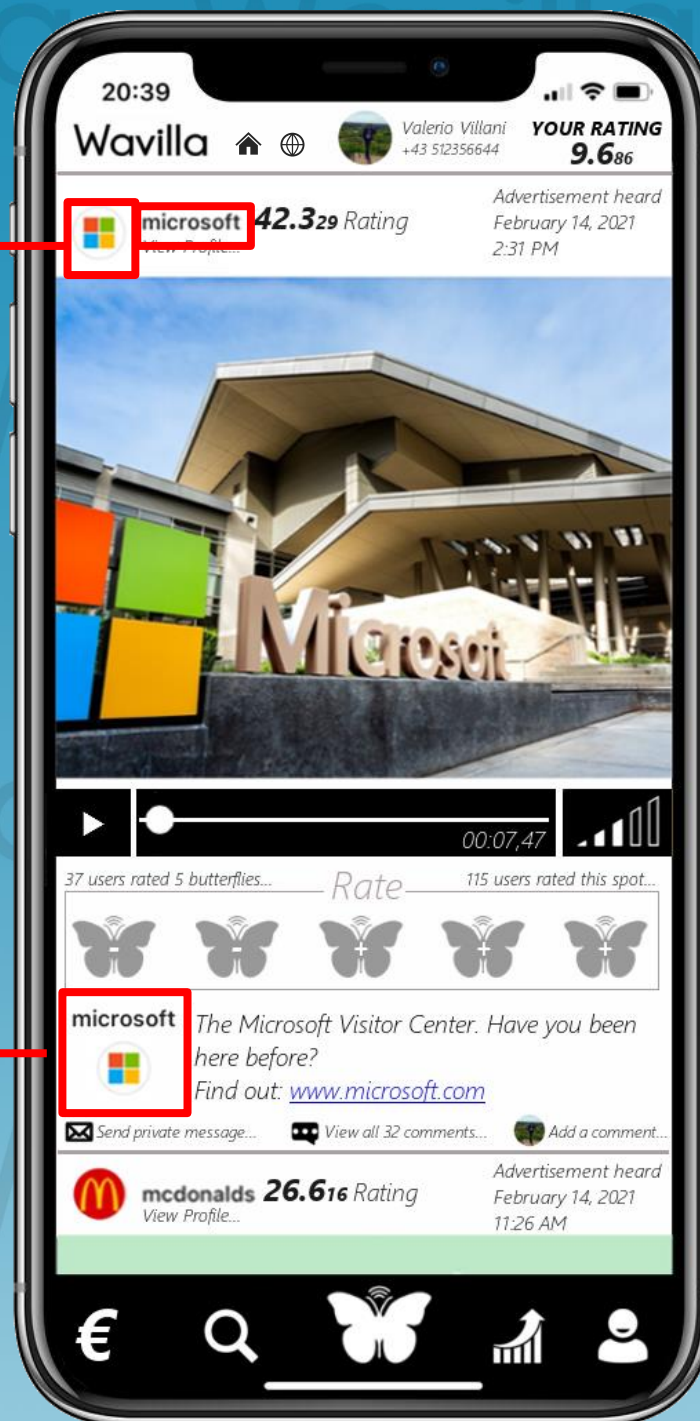 20:39
Wavilla
Valerio Villani
+43 512356644
YOUR RATING
9.686
microsoft 42.329 Rating
View Profile...
Advertisement heard
February 14, 2021
2:31 PM
Microsoft
00:07,47
37 users rated 5 butterflies...
Rate
115 users rated this spot...
- - + + +
microsoft
The Microsoft Visitor Center. Have you been
here before?
Find out: www.microsoft.com
Send private message...
View all 32 comments...
Add a comment...
mcdonalds 26.616 Rating
View Profile...
Advertisement heard
February 14, 2021
11:26 AM
€